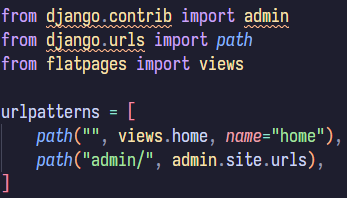 from django.contrib import admin
from django.urls import path
from flatpages import views

urlpatterns = [
    path("", views.home, name="home"),
    path("admin/", admin.site.urls),
]